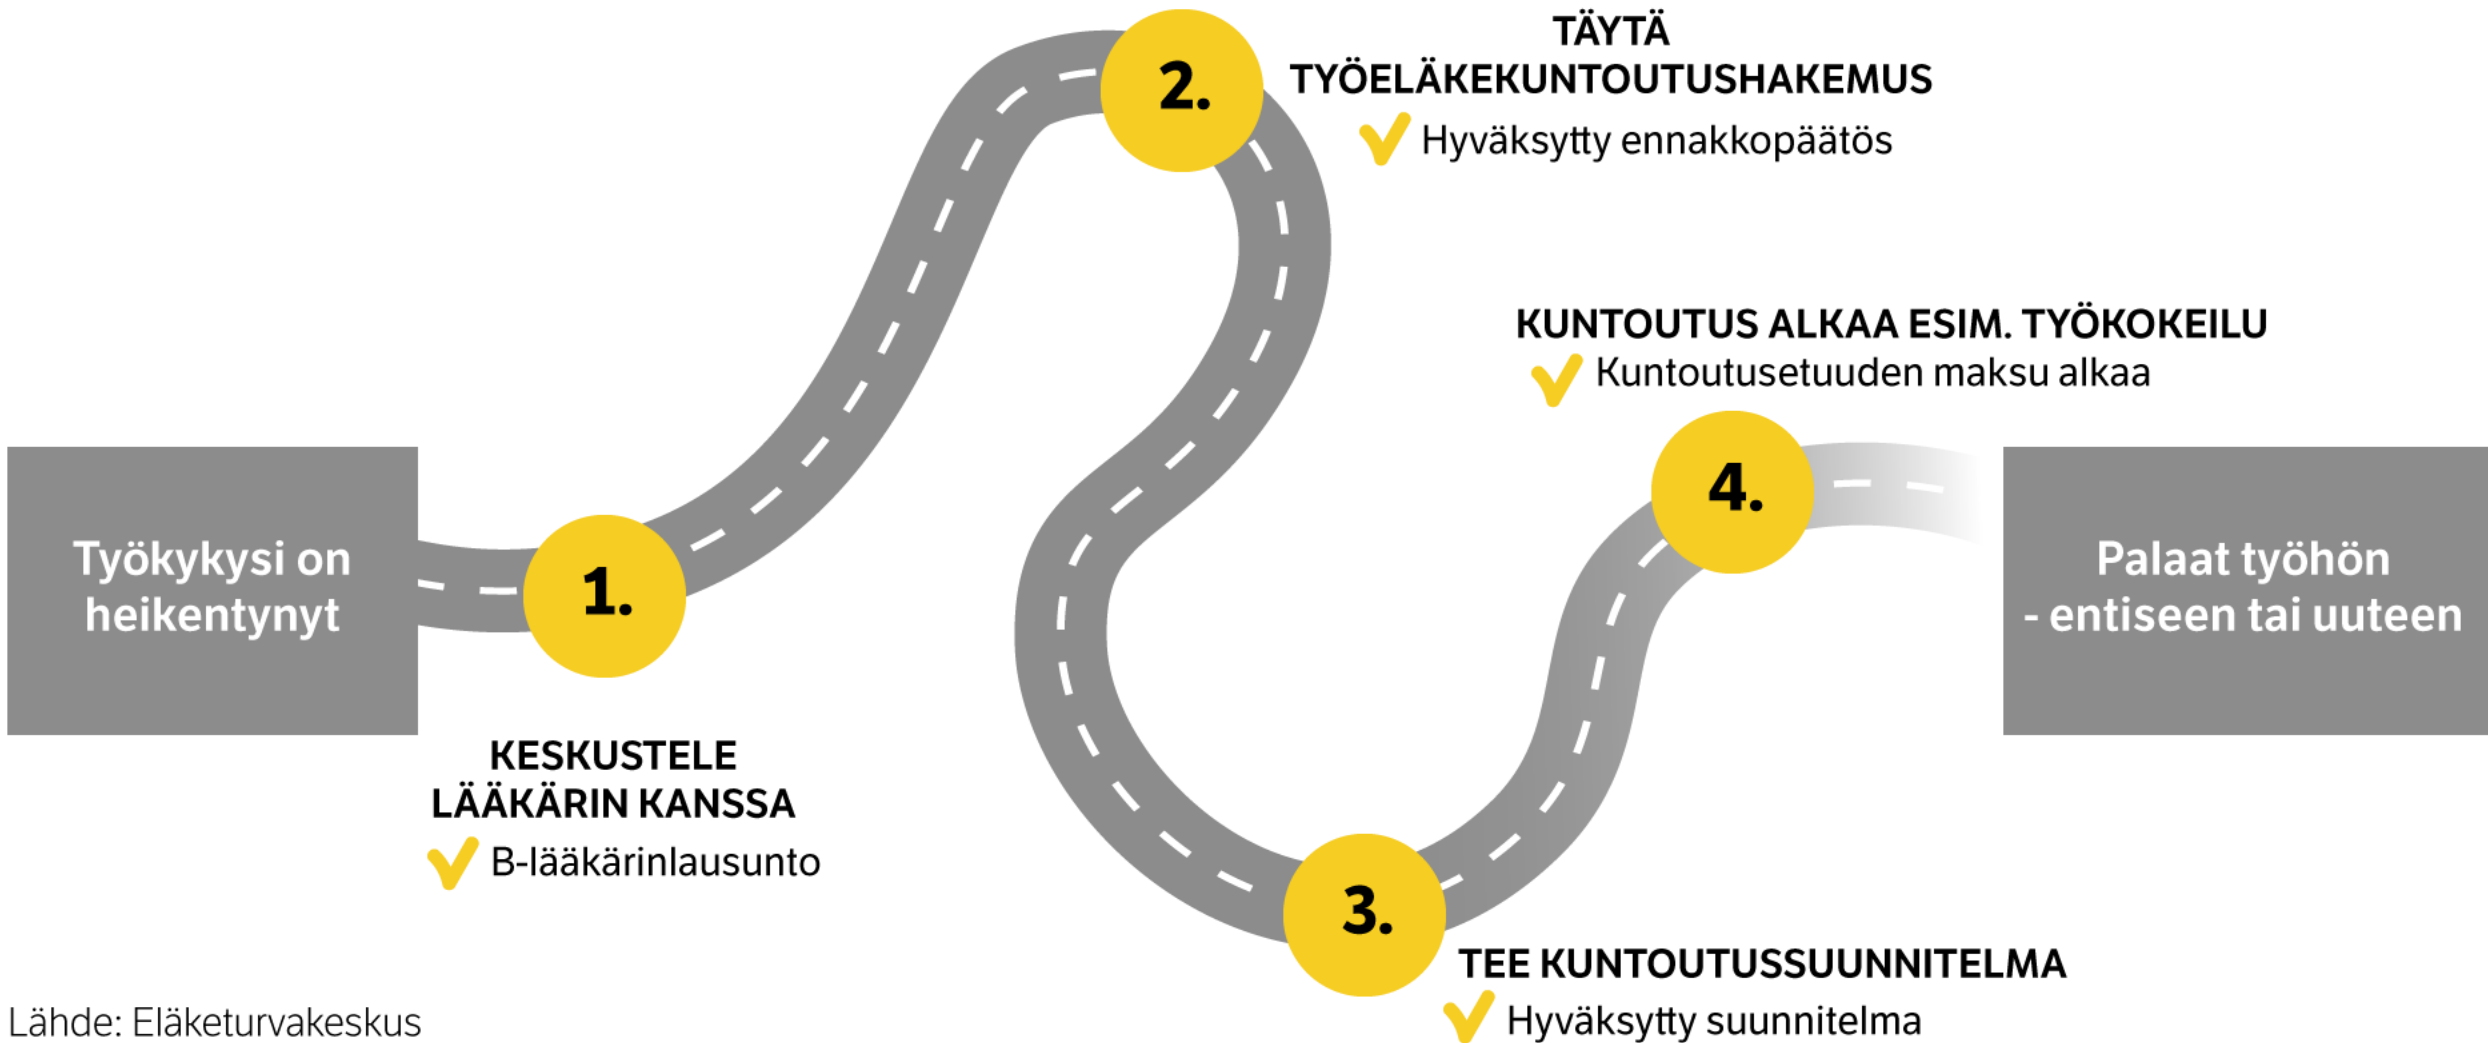 Työkykysi on
heikentynyt
1.
KESKUSTELE
LÄÄKÄRIN KANSSA
B-lääkärinlausunto
2.
TÄYTÄ
TYÖELÄKEKUNTOUTUSHAKEMUS
Hyväksytty ennakkopäätös
3.
TEE KUNTOUTUSSUUNNITELMA
Hyväksytty suunnitelma
4.
KUNTOUTUS ALKAA ESIM. TYÖKOKEILU
Kuntoutusetuuden maksu alkaa
Palaat työhön
- entiseen tai uuteen
Lähde: Eläketurvakeskus